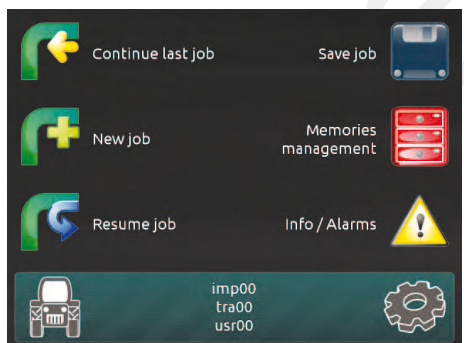 Continue last job
Save job
New job
Memories
management
Resume job
Info / Alarms
imp00
tra00
usr00